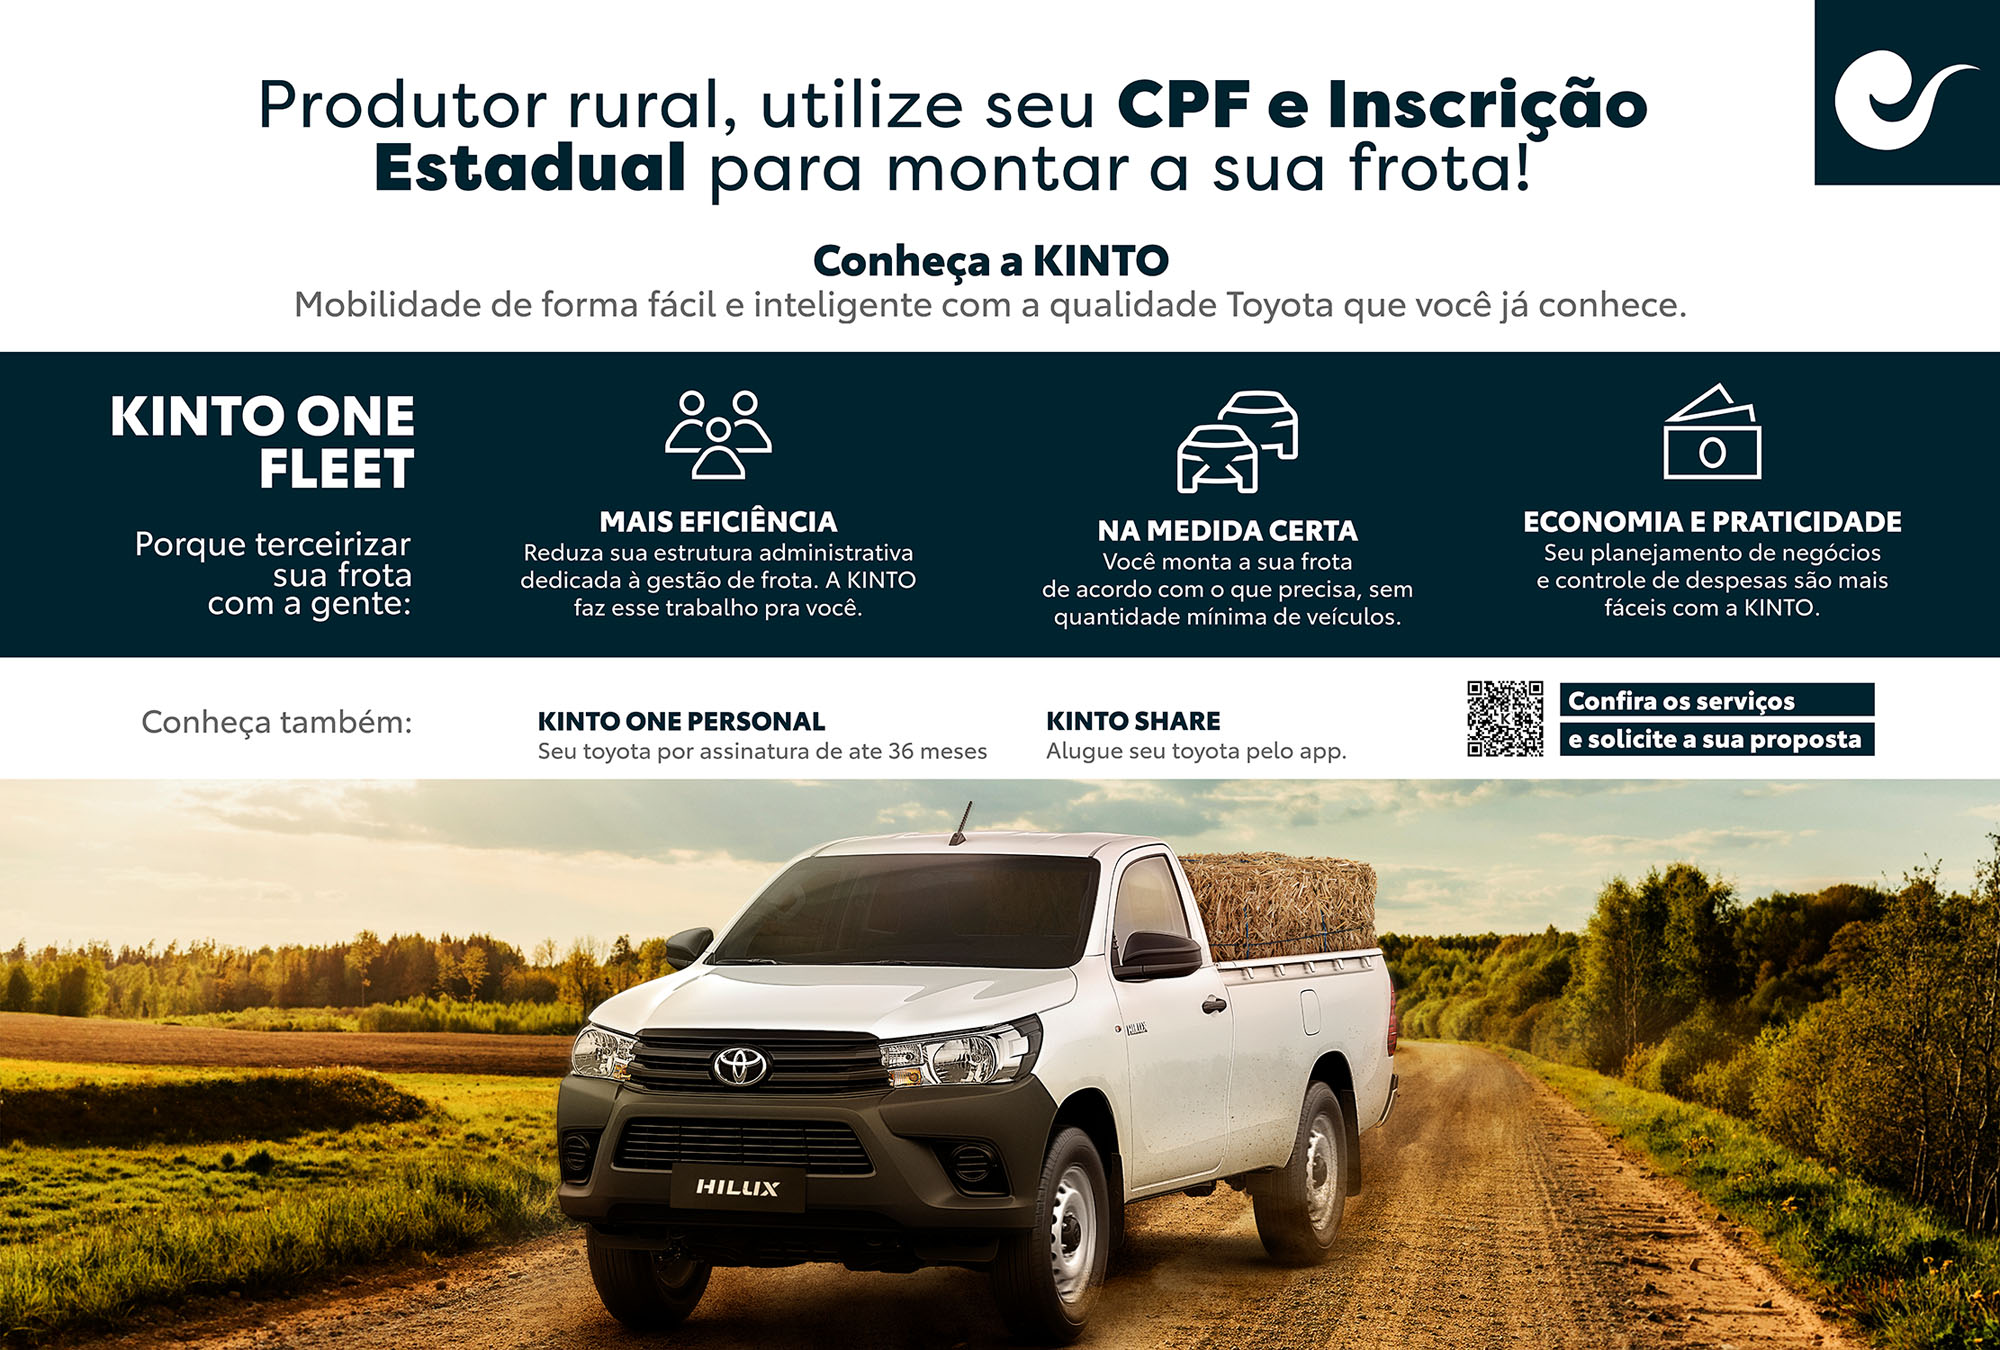 Produtor rural, utilize seu CPF e Inscrição
Estadual para montar a sua frota!
Conheça a KINTO
Mobilidade de forma fácil e inteligente com a qualidade Toyota que você já conhece.
KINTO ONE
FLEET
Porque terceirizar
sua frota
com a gente:
MAIS EFICIÊNCIA
Reduza sua estrutura administrativa
dedicada à gestão de frota. A KINTO
faz esse trabalho pra você.
NA MEDIDA CERTA
Você monta a sua frota
de acordo com o que precisa, sem
quantidade mínima de veículos.
ECONOMIA E PRATICIDADE
Seu planejamento de negócios
e controle de despesas são mais
fáceis com a KINTO.
Conheça também:
KINTO ONE PERSONAL
Seu toyota por assinatura de ate 36 meses
KINTO SHARE
Alugue seu toyota pelo app.
K
Confira os serviços
e solicite a sua proposta
HILUX
HILUX